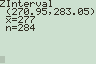 ZInterval
(270.95,283.05)
x̄=277
n=284